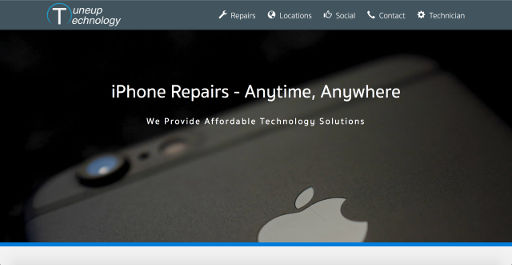 Tuneup
Technology
Repairs
Locations
Social
Contact
Technician
iPhone Repairs - Anytime, Anywhere
We Provide Affordable Technology Solutions